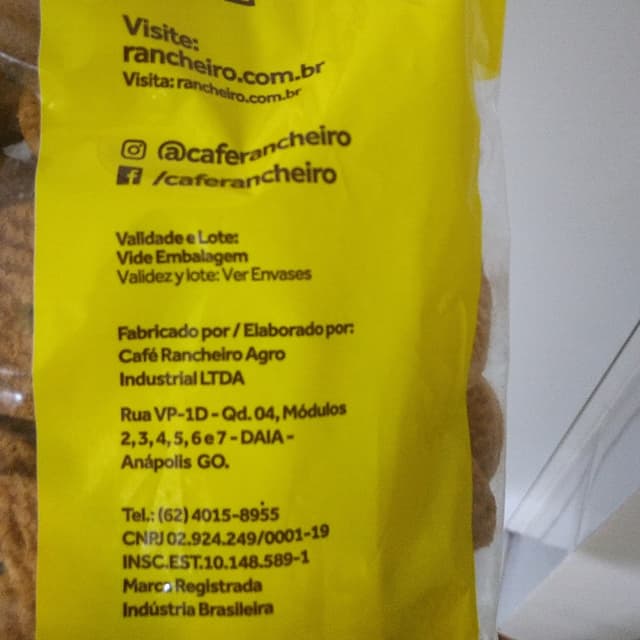 Visite:
rancheiro.com.br
Visita: rancheiro.com.br
@caferancheiro
/caferancheiro
Validade e Lote:
Vide Embalagem
Validez y lote: Ver Envases
Fabricado por / Elaborado por:
Café Rancheiro Agro
Industrial LTDA
Rua VP-1D - Qd. 04, Módulos
2, 3, 4, 5, 6 e 7 - DAIA -
Anápolis GO.
Tel.: (62) 4015-8955
CNPJ 02.924.249/0001-19
INSC.EST.10.148.589-1
Marca Registrada
Indústria Brasileira